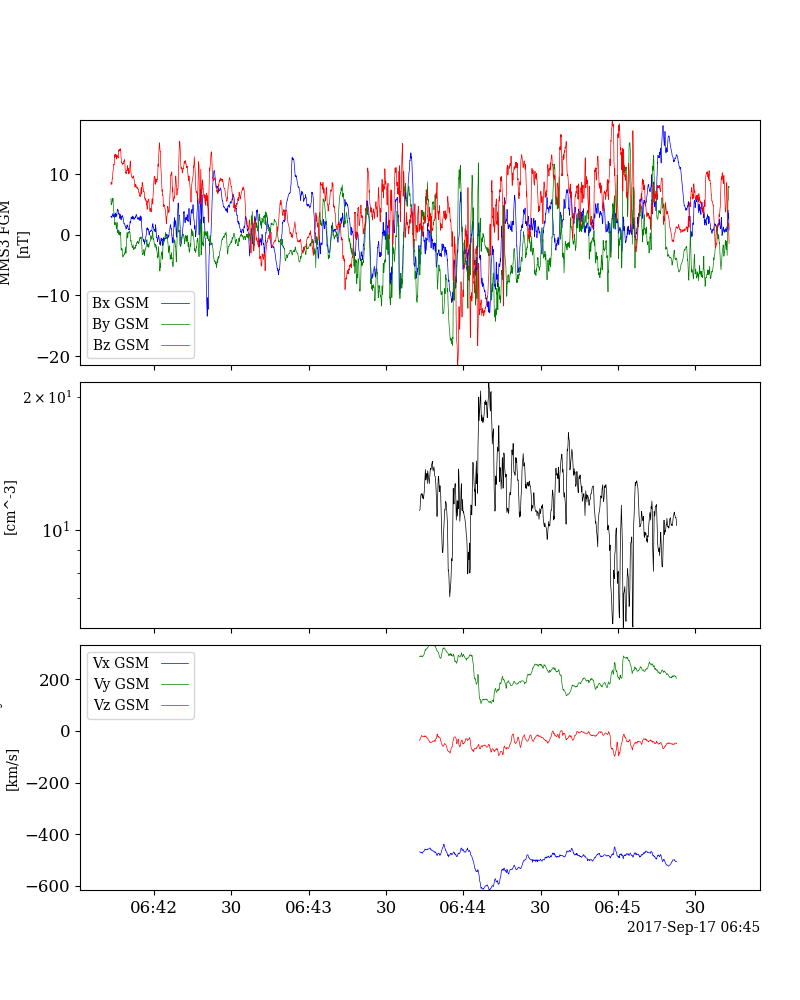 MMS3 FGM
[nT]
10
0
−10
−20
Bx GSM
By GSM
Bz GSM
2 × 10¹
10¹
[cm^-3]
Vx GSM
Vy GSM
Vz GSM
200
0
−200
−400
−600
[km/s]
06:42 30 06:43 30 06:44 30 06:45 30
2017-Sep-17 06:45